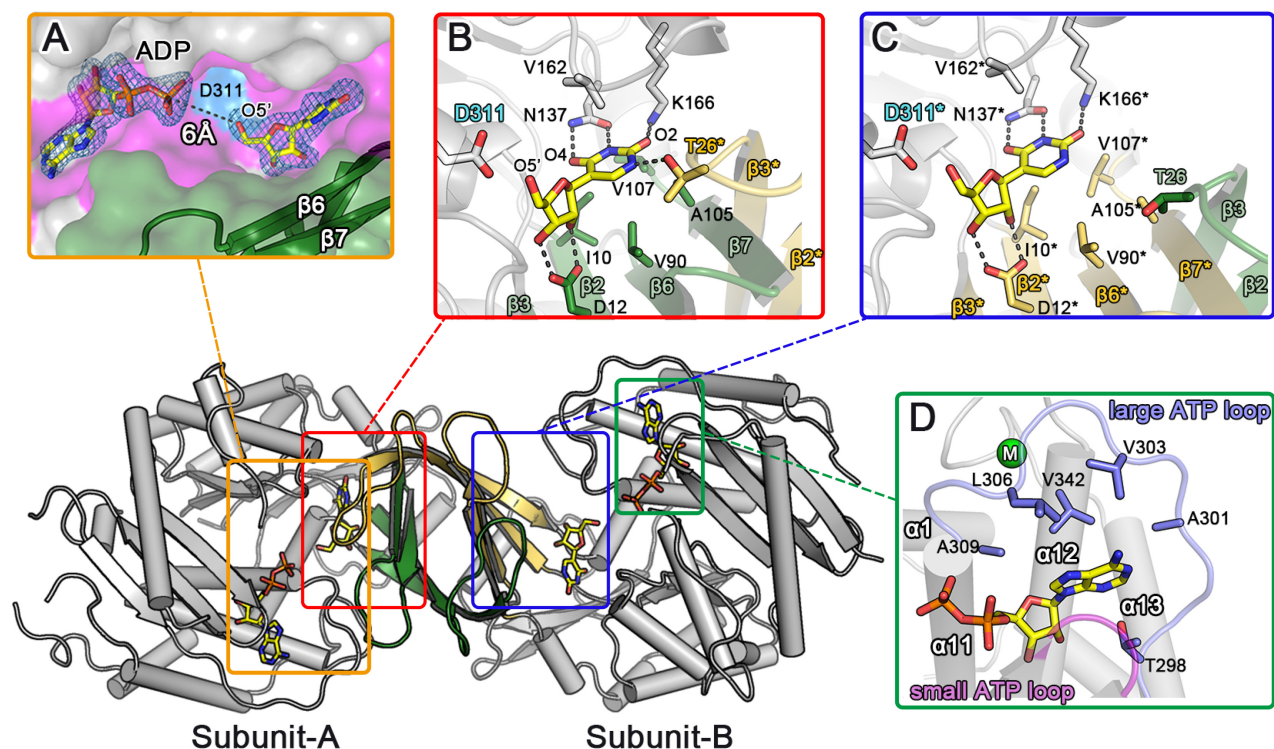 A
ADP
D311
O5'
6Å
β6
β7
B
V162
D311
N137
K166
O2
T26*
O5'
O4
β3*
V107
A105
β7
I10
V90
β2*
β2
β6
β3
D12
C
V162*
D311*
N137*
K166*
V107*
T26
A105*
β3
I10*
V90*
β7*
β2*
β6*
β2
β3*
D12*
D
large ATP loop
M
V303
L306
V342
A301
α1
A309
α12
α13
α11
T298
small ATP loop
Subunit-A
Subunit-B